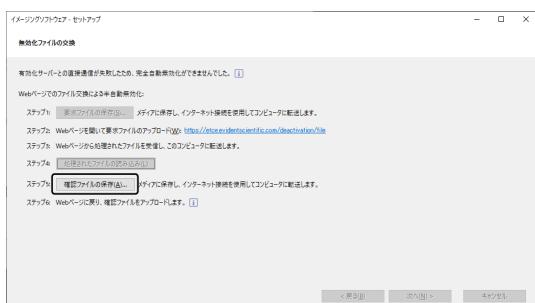 イメージングソフトウェア - セットアップ
無効化ファイルの交換
有効化サーバーとの直接通信が失敗したため、完全自動無効化ができませんでした。 i
Webページでのファイル交換による半自動無効化:
ステップ1: 要求ファイルの保存(S)... メディアに保存し、インターネット接続を使用してコンピュータに転送します。
ステップ2: Webページを開いて要求ファイルのアップロード(W): https://etce.evidentscientific.com/deactivation/file
ステップ3: Webページから処理されたファイルを受信し、このコンピュータに転送します。
ステップ4: 処理されたファイルの読み込み(L)
ステップ5: 確認ファイルの保存(A)... メディアに保存し、インターネット接続を使用してコンピュータに転送します。
ステップ6: Webページに戻り、確認ファイルをアップロードします。 i
< 戻る(B) 次へ(N) > キャンセル